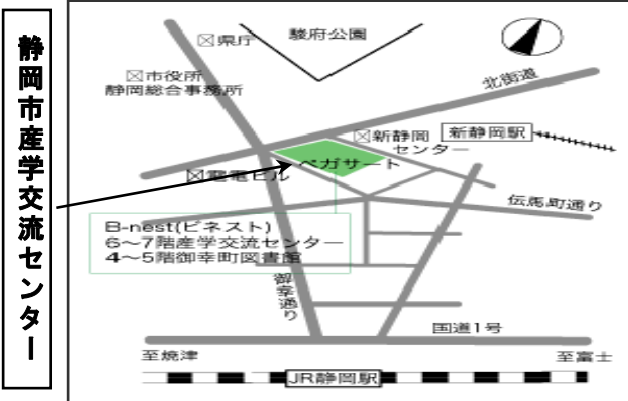 静岡市産学交流センター
駿府公園
県庁
市役所
静岡総合事務所
北街道
新静岡
センター
新静岡駅
ペガサート
電電ビル
伝馬町通り
B-nest(ビネスト)
6～7階産学交流センター
4～5階御幸町図書館
御幸通り
国道1号
至焼津
至富士
JR静岡駅